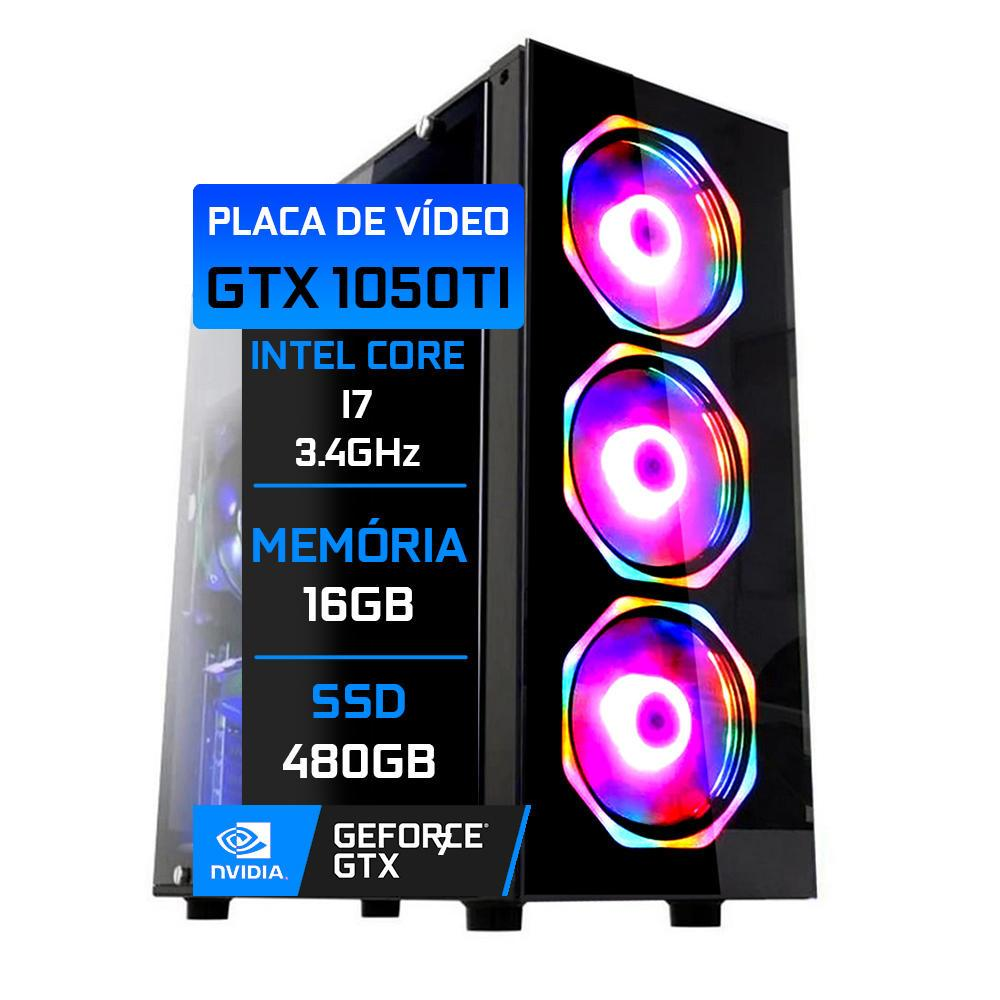 PLACA DE VÍDEO
GTX 1050TI
INTEL CORE
I7
3.4GHz
MEMÓRIA
16GB
SSD
480GB
NVIDIA.
GEFORCE®
GTX